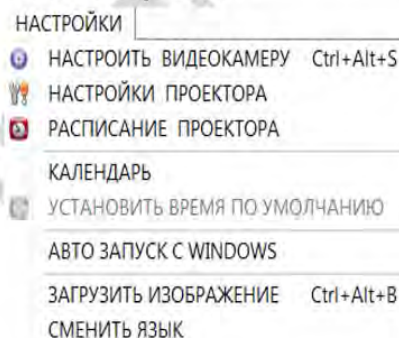 НАСТРОЙКИ
НАСТРОИТЬ ВИДЕОКАМЕРУ Ctrl+Alt+S
НАСТРОЙКИ ПРОЕКТОРА
РАСПИСАНИЕ ПРОЕКТОРА
КАЛЕНДАРЬ
УСТАНОВИТЬ ВРЕМЯ ПО УМОЛЧАНИЮ
АВТО ЗАПУСК С WINDOWS
ЗАГРУЗИТЬ ИЗОБРАЖЕНИЕ Ctrl+Alt+B
СМЕНИТЬ ЯЗЫК